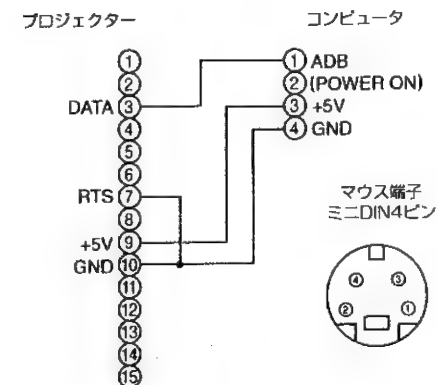 プロジェクター
コンピュータ
①
②
DATA ③
④
⑤
⑥
RTS ⑦
⑧
+5V ⑨
GND ⑩
⑪
⑫
⑬
⑭
⑮
① ADB
② (POWER ON)
③ +5V
④ GND
マウス端子
ミニDIN4ピン
④ ③
② ①